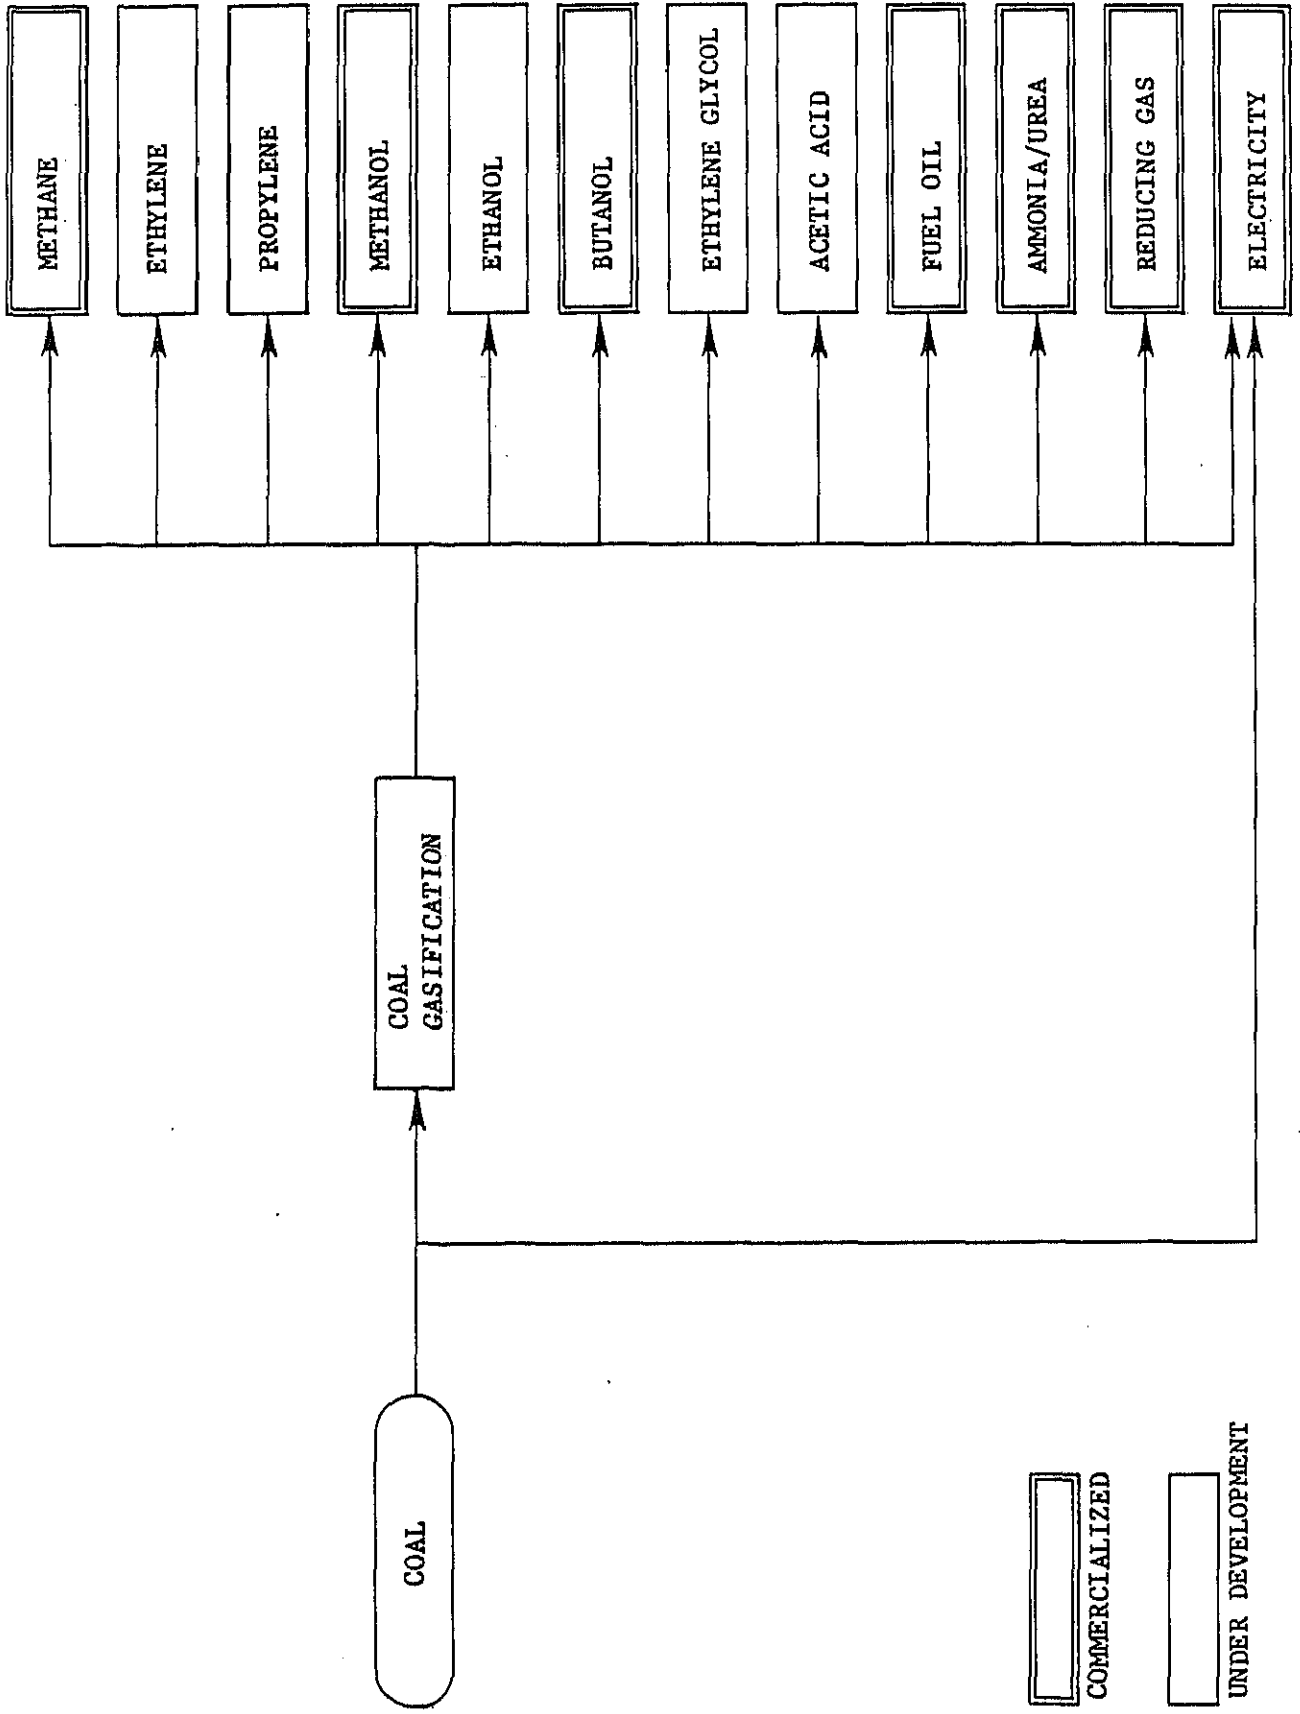 METHANE
ETHYLENE
PROPYLENE
METHANOL
ETHANOL
BUTANOL
ETHYLENE GLYCOL
ACETIC ACID
FUEL OIL
AMMONIA/UREA
REDUCING GAS
ELECTRICITY
COAL
GASIFICATION
COAL
COMMERCIALIZED
UNDER DEVELOPMENT